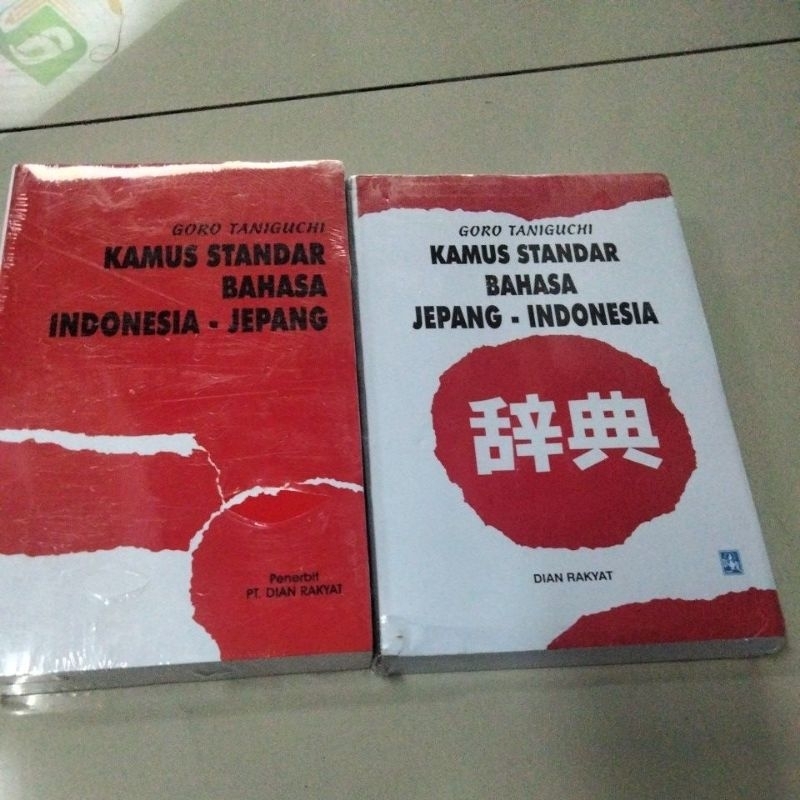 GORO TANIGUCHI
KAMUS STANDAR
BAHASA
INDONESIA - JEPANG
Penerbit
PT. DIAN RAKYAT
GORO TANIGUCHI
KAMUS STANDAR
BAHASA
JEPANG - INDONESIA
辞典
DIAN RAKYAT